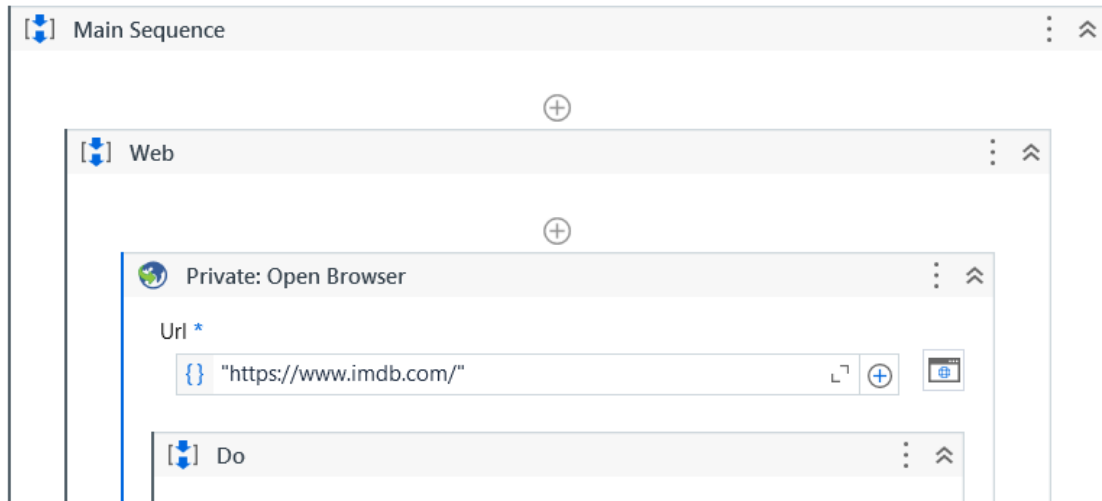 Main Sequence
Web
Private: Open Browser
Url *
{} "https://www.imdb.com/"
Do